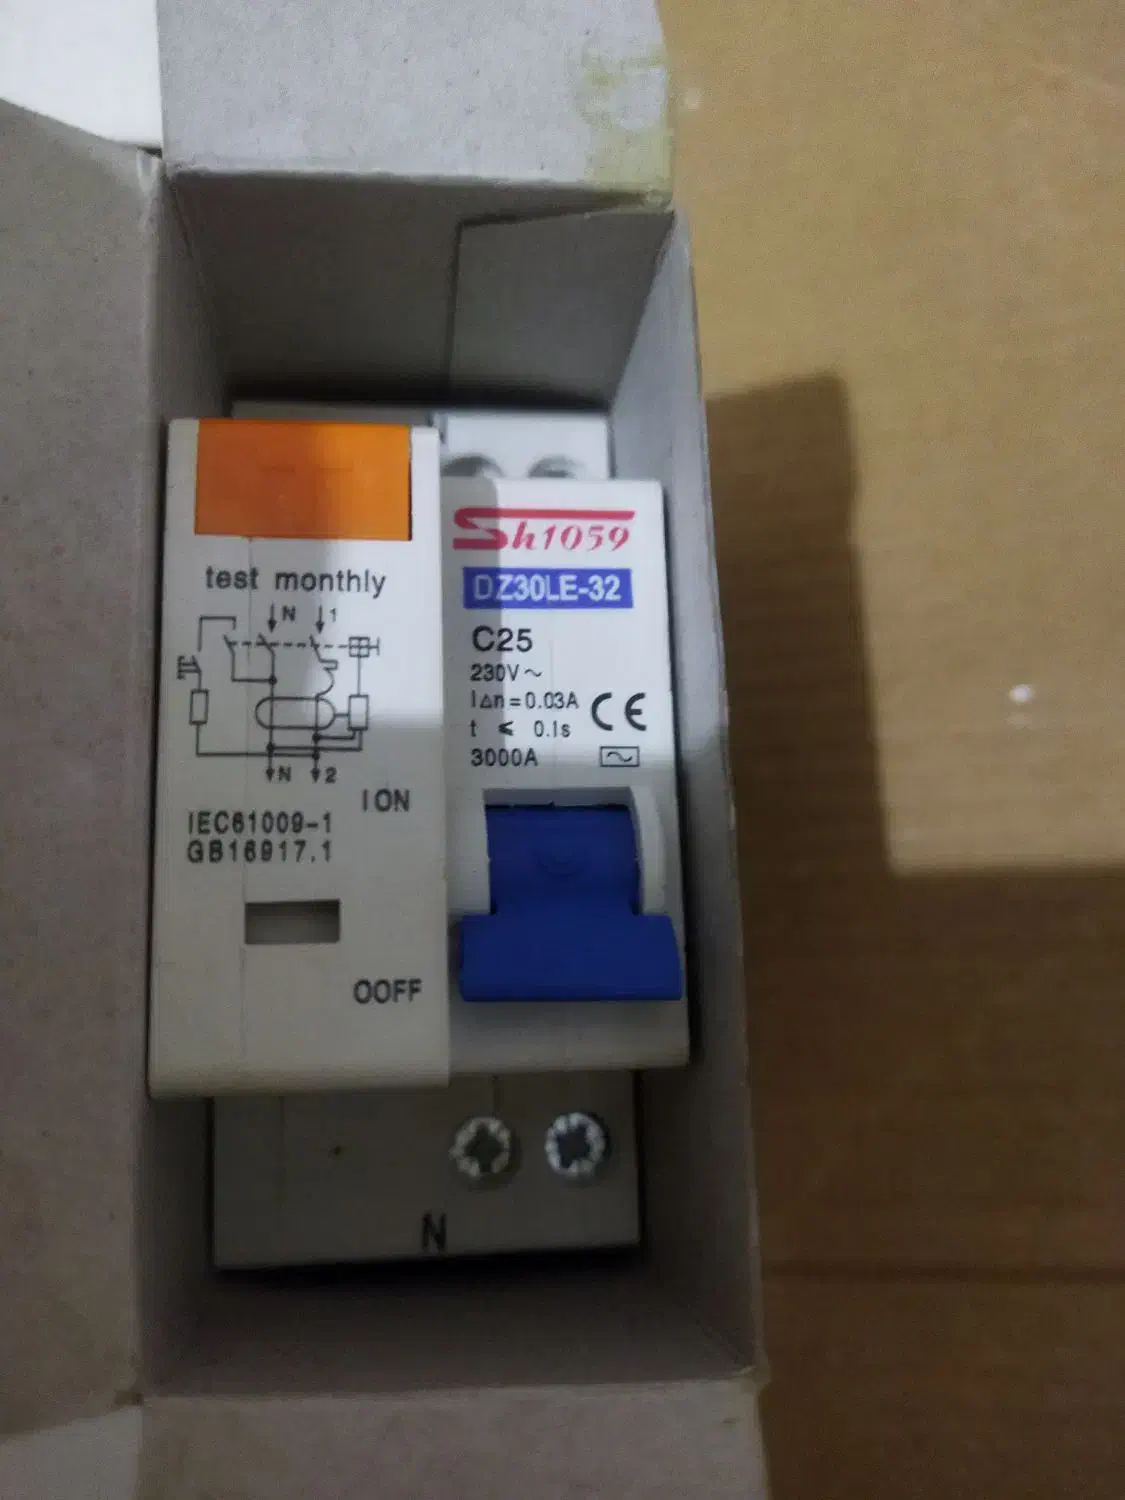 test monthly
N 1
N 2
I ON
IEC61009-1
GB16917.1
OOFF
Sh1059
DZ30LE-32
C25
230V~
I△n=0.03A
t ≤ 0.1s
3000A
CE
N